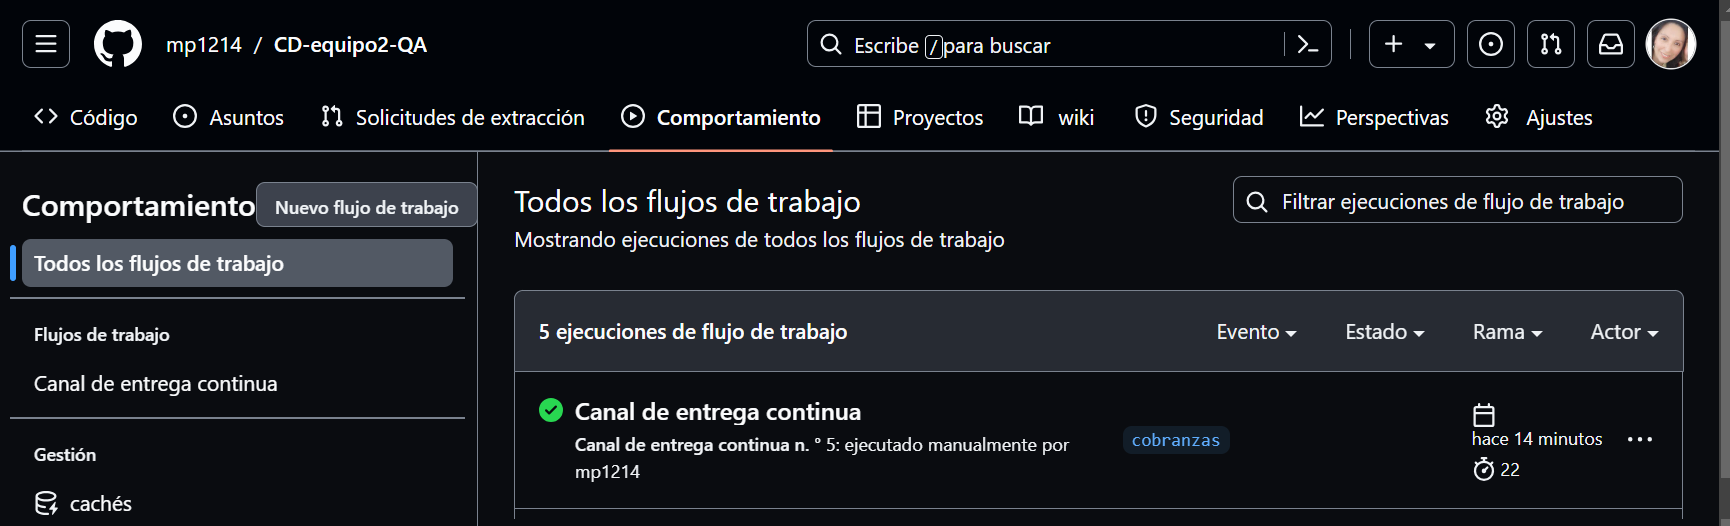 mp1214 / CD-equipo2-QA
Escribe / para buscar
Código
Asuntos
Solicitudes de extracción
Comportamiento
Proyectos
wiki
Seguridad
Perspectivas
Ajustes
Comportamiento
Nuevo flujo de trabajo
Todos los flujos de trabajo
Flujos de trabajo
Canal de entrega continua
Gestión
cachés
Todos los flujos de trabajo
Mostrando ejecuciones de todos los flujos de trabajo
Filtrar ejecuciones de flujo de trabajo
5 ejecuciones de flujo de trabajo
Evento
Estado
Rama
Actor
Canal de entrega continua
Canal de entrega continua n. ° 5: ejecutado manualmente por
mp1214
cobranzas
hace 14 minutos
22